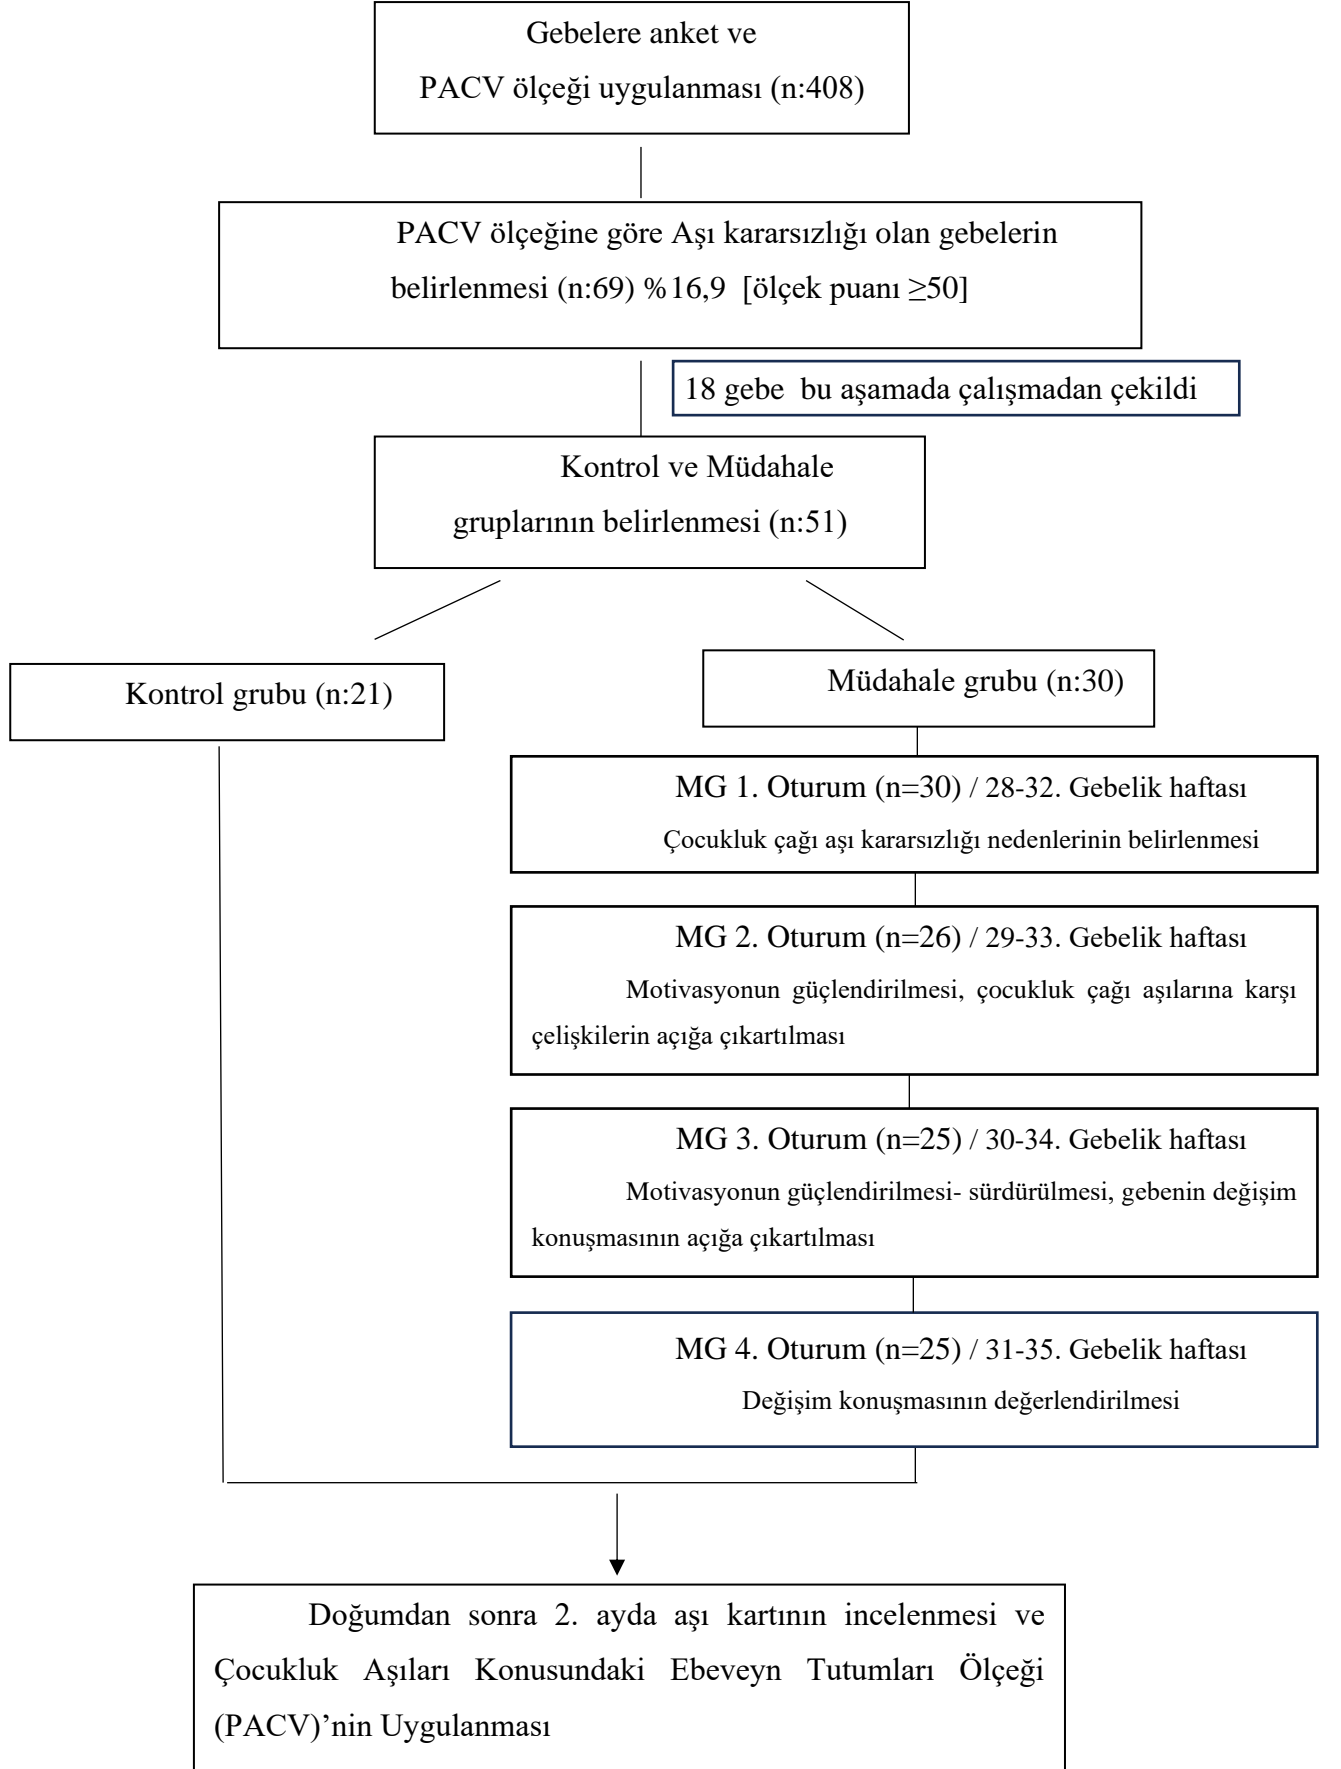 Gebelere anket ve
PACV ölçeği uygulanması (n:408)
PACV ölçeğine göre Aşı kararsızlığı olan gebelerin
belirlenmesi (n:69) %16,9 [ölçek puanı ≥50]
18 gebe bu aşamada çalışmadan çekildi
Kontrol ve Müdahale
gruplarının belirlenmesi (n:51)
Kontrol grubu (n:21)
Müdahale grubu (n:30)
MG 1. Oturum (n=30) / 28-32. Gebelik haftası
Çocukluk çağı aşı kararsızlığı nedenlerinin belirlenmesi
MG 2. Oturum (n=26) / 29-33. Gebelik haftası
Motivasyonun güçlendirilmesi, çocukluk çağı aşılarına karşı
çelişkilerin açığa çıkartılması
MG 3. Oturum (n=25) / 30-34. Gebelik haftası
Motivasyonun güçlendirilmesi- sürdürülmesi, gebenin değişim
konuşmasının açığa çıkartılması
MG 4. Oturum (n=25) / 31-35. Gebelik haftası
Değişim konuşmasının değerlendirilmesi
Doğumdan sonra 2. ayda aşı kartının incelenmesi ve
Çocukluk Aşıları Konusundaki Ebeveyn Tutumları Ölçeği
(PACV)’nin Uygulanması